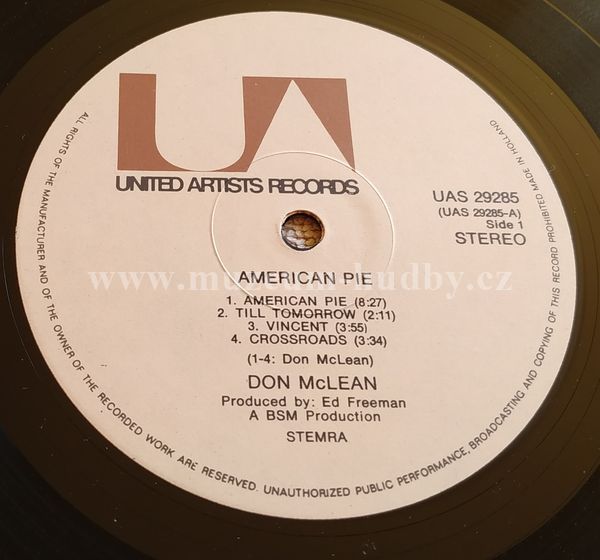 UA
UNITED ARTISTS RECORDS
UAS 29285
(UAS 29285-A)
Side 1
STEREO
AMERICAN PIE
www.muzeum-hudby.cz
1. AMERICAN PIE (8:27)
2. TILL TOMORROW (2:11)
3. VINCENT (3:55)
4. CROSSROADS (3:34)
(1-4: Don McLean)
DON McLEAN
Produced by: Ed Freeman
A BSM Production
STEMRA
ALL RIGHTS OF THE MANUFACTURER AND OF THE OWNER OF THE RECORDED WORK ARE RESERVED. UNAUTHORIZED PUBLIC PERFORMANCE, BROADCASTING AND COPYING OF THIS RECORD PROHIBITED MADE IN HOLLAND